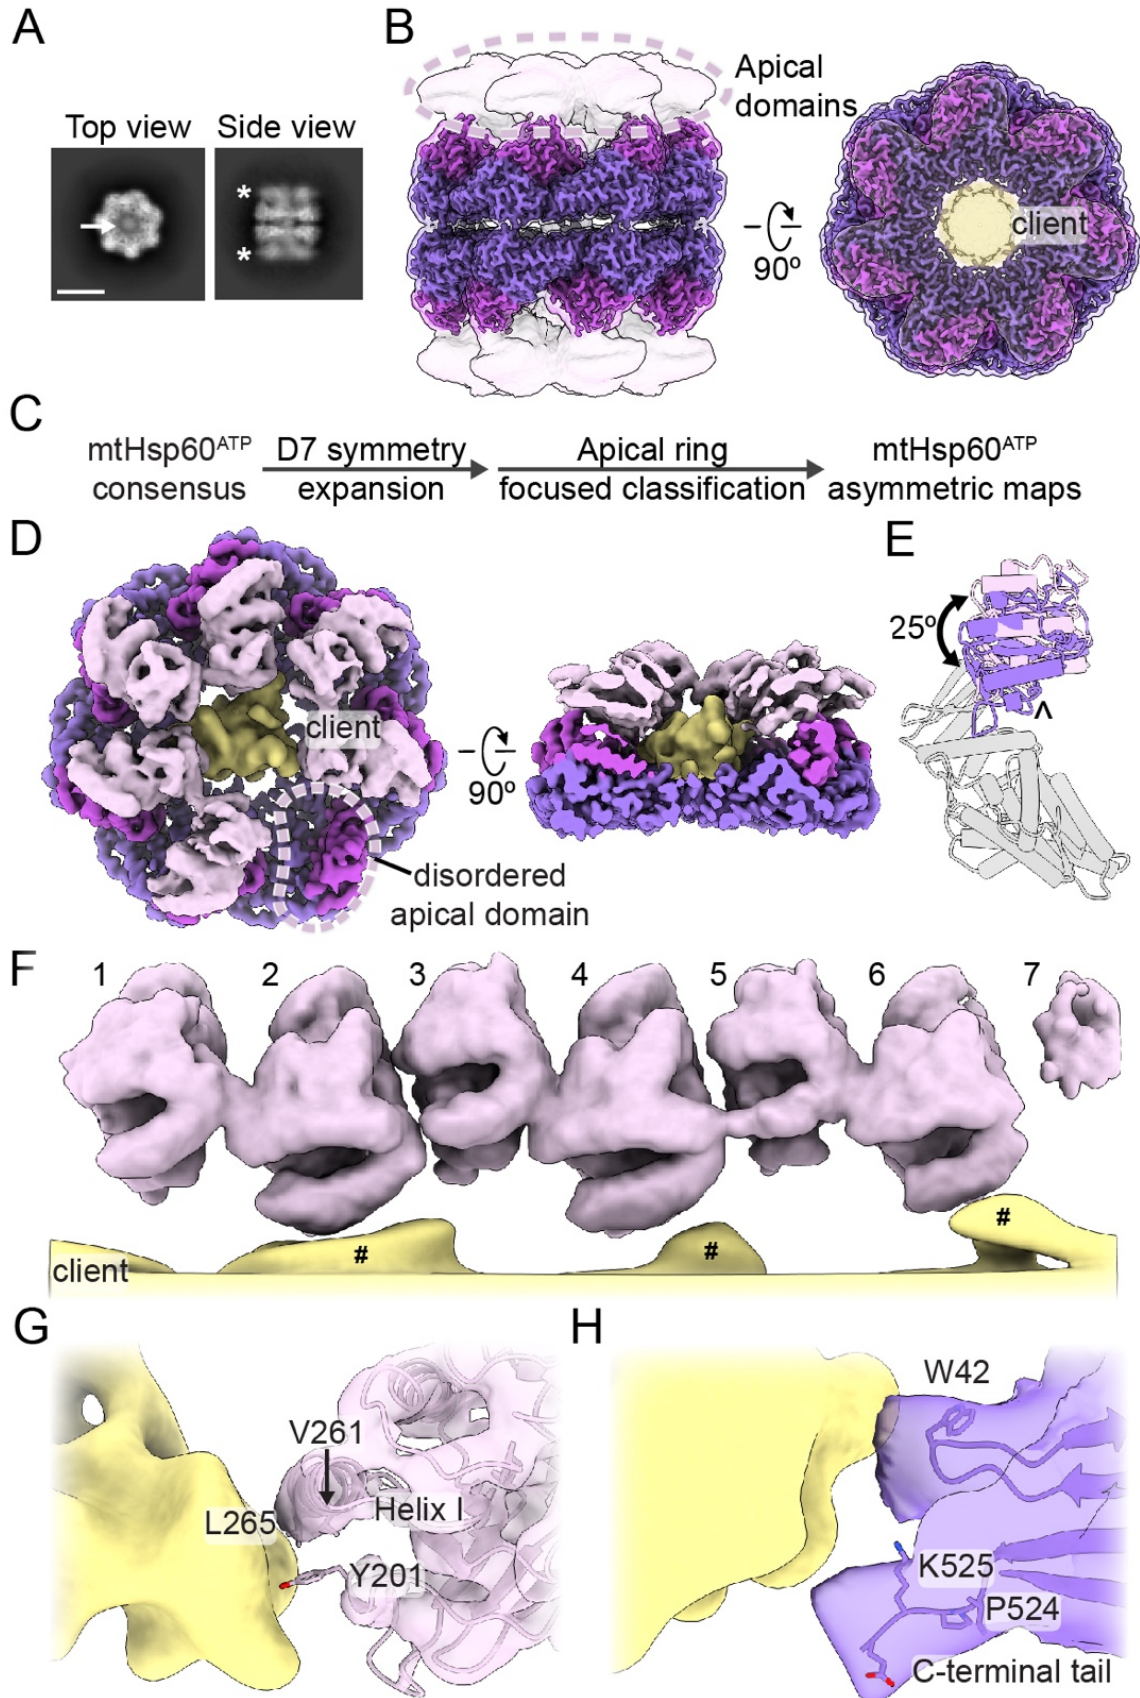 A
Top view
Side view
*
*
B
Apical
domains
90º
client
C
mtHsp60ATP
consensus
D7 symmetry
expansion
Apical ring
focused classification
mtHsp60ATP
asymmetric maps
D
client
90º
disordered
apical domain
E
25º
^
F
1 2 3 4 5 6 7
client
# # #
G
V261
Helix I
L265
Y201
H
W42
K525
P524
C-terminal tail